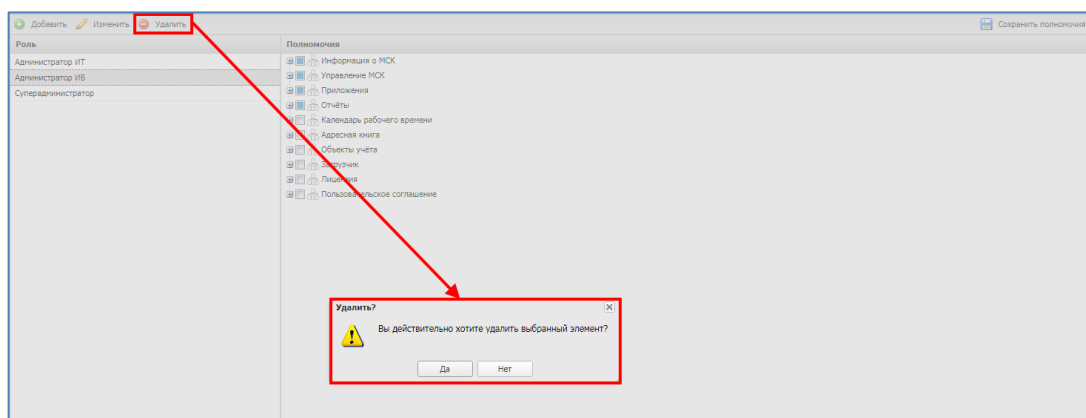 Добавить Изменить Удалить Сохранить полномочия
Роль Полномочия
Администратор ИТ
Администратор ИБ
Суперадминистратор
Информация о МСК
Управление МСК
Приложения
Отчёты
Календарь рабочего времени
Адресная книга
Объекты учёта
Загрузчик
Лицензия
Пользовательское соглашение
Удалить?
Вы действительно хотите удалить выбранный элемент?
Да Нет